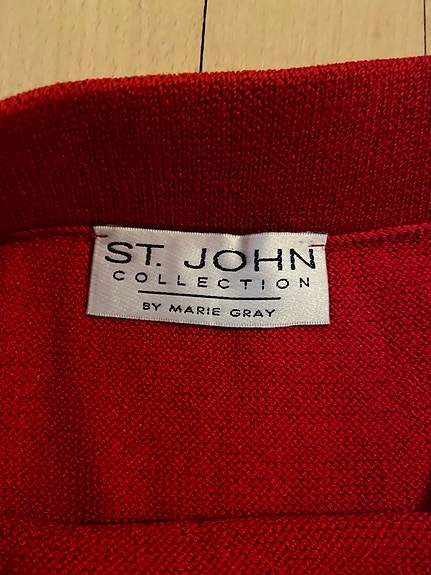 ST. JOHN
COLLECTION
BY MARIE GRAY